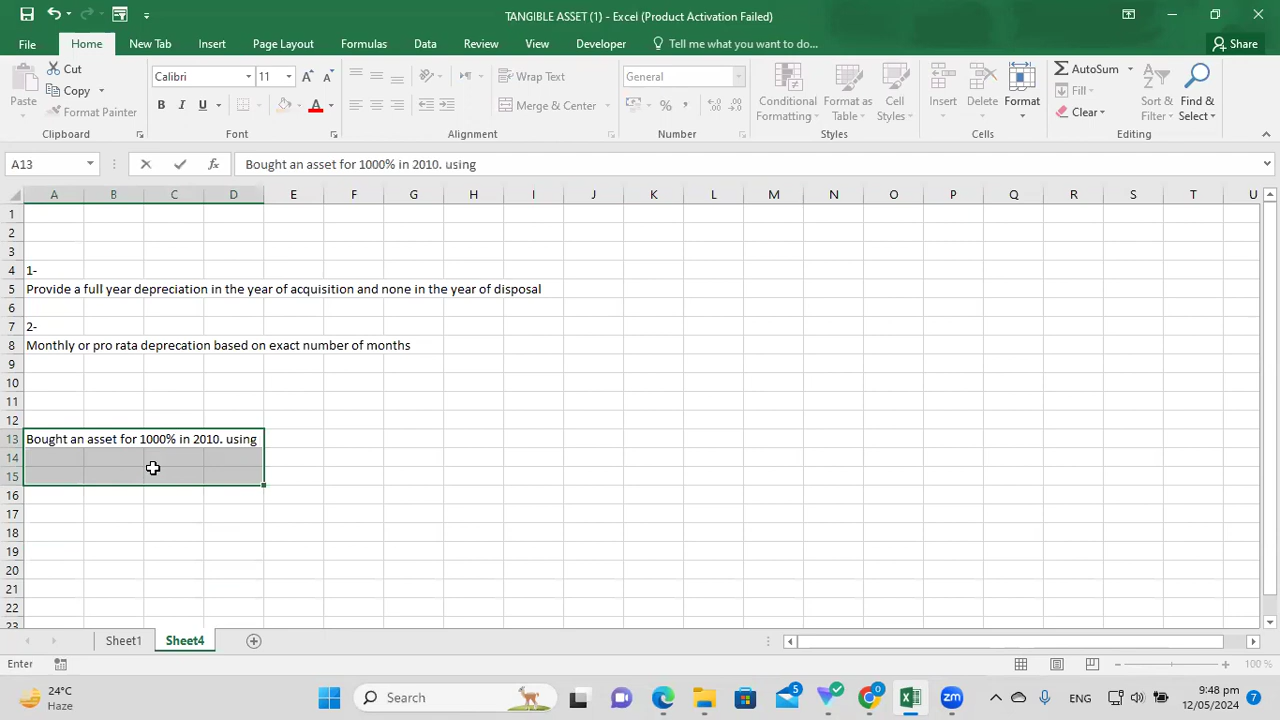 TANGIBLE ASSET (1) - Excel (Product Activation Failed)
File Home New Tab Insert Page Layout Formulas Data Review View Developer Tell me what you want to do... Share
Paste
Cut
Copy
Format Painter
Clipboard
Calibri 11
B I U
Font
Wrap Text
Merge & Center
Alignment
General
Number
Conditional Formatting
Format as Table
Cell Styles
Styles
Insert Delete Format
Cells
AutoSum
Fill
Clear
Sort & Filter
Find & Select
Editing
A13 fx Bought an asset for 1000% in 2010. using
A B C D E F G H I J K L M N O P Q R S T U
1
2
3
4 1-
5 Provide a full year depreciation in the year of acquisition and none in the year of disposal
6
7 2-
8 Monthly or pro rata deprecation based on exact number of months
9
10
11
12
13 Bought an asset for 1000% in 2010. using
14
15
16
17
18
19
20
21
22
23
Sheet1 Sheet4
Enter 100 %
24°C
Haze
Search
5
0
zm
ENG
9:48 pm
12/05/2024
7